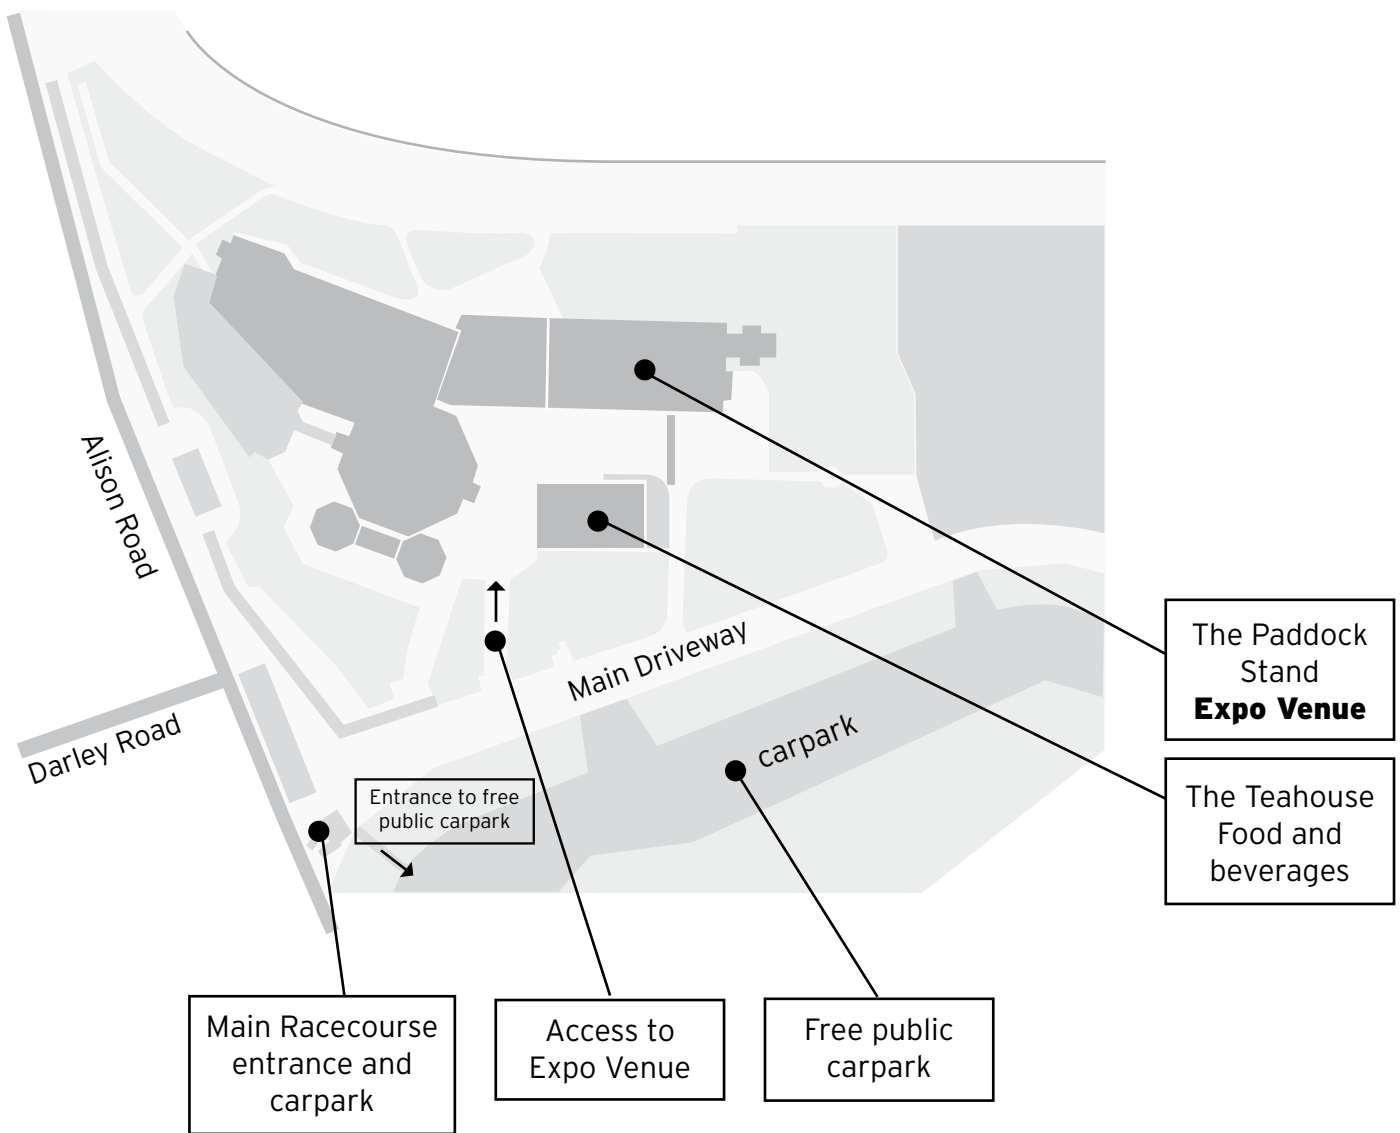 Alison Road
The Paddock
Stand
Expo Venue
Main Driveway
Darley Road
carpark
The Teahouse
Food and
beverages
Entrance to free
public carpark
Main Racecourse
entrance and
carpark
Access to
Expo Venue
Free public
carpark